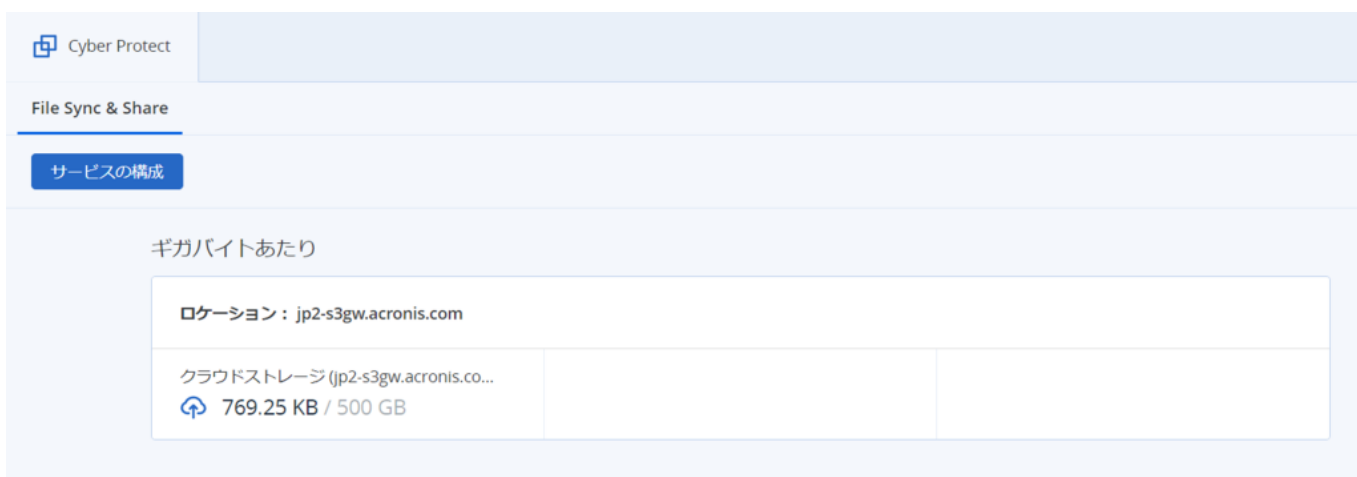 Cyber Protect
File Sync & Share
サービスの構成
ギガバイトあたり
ロケーション： jp2-s3gw.acronis.com
クラウドストレージ (jp2-s3gw.acronis.co...
769.25 KB / 500 GB